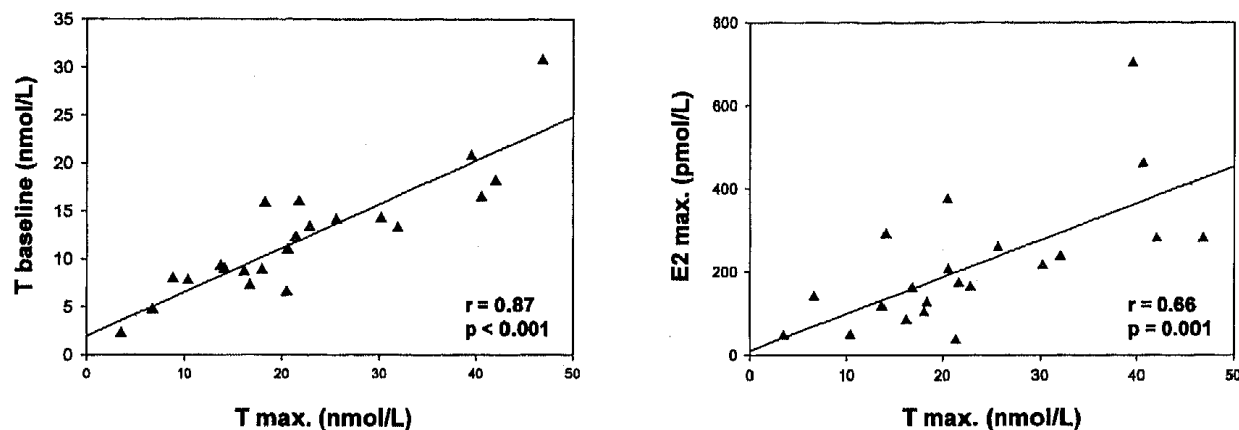 T baseline (nmol/L)
35
30
25
20
15
10
5
0
r = 0.87
p < 0.001
0 10 20 30 40 50
T max. (nmol/L)
E2 max. (pmol/L)
800
600
400
200
0
r = 0.66
p = 0.001
0 10 20 30 40 50
T max. (nmol/L)